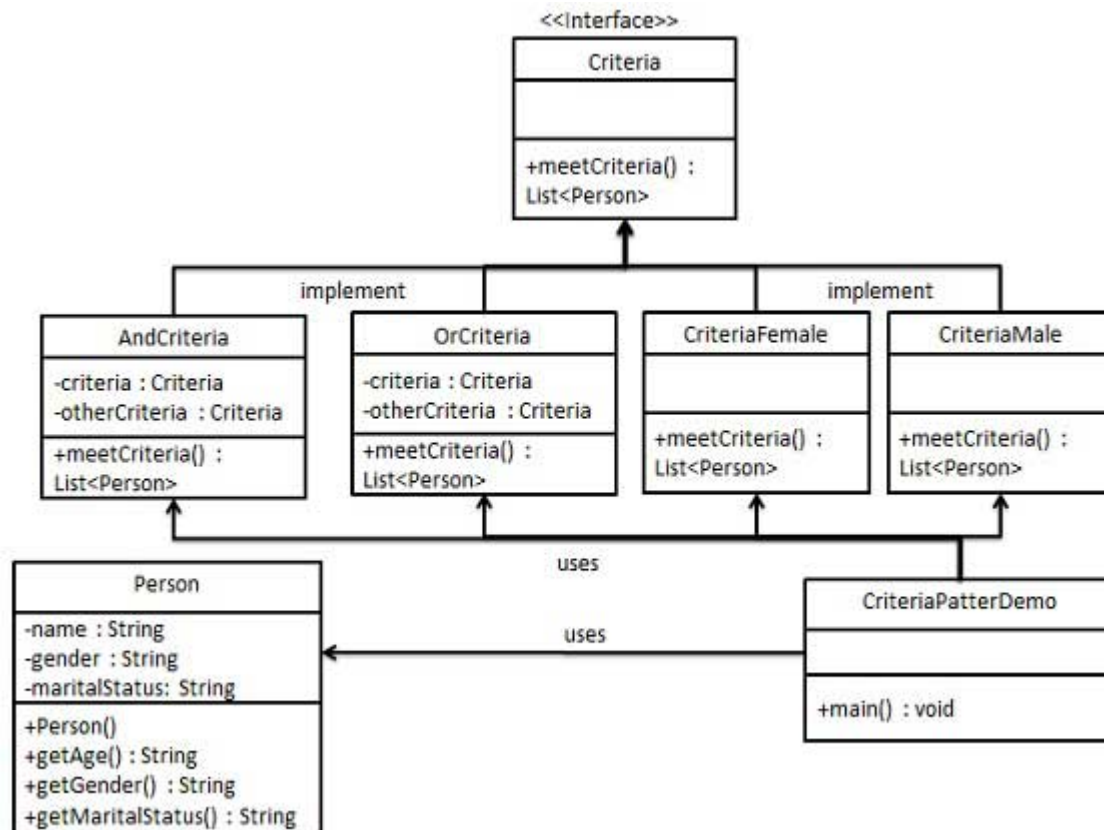 <<Interface>>
Criteria
+meetCriteria() :
List<Person>
implement
implement
AndCriteria
-criteria : Criteria
-otherCriteria : Criteria
+meetCriteria() :
List<Person>
OrCriteria
-criteria : Criteria
-otherCriteria : Criteria
+meetCriteria() :
List<Person>
CriteriaFemale
+meetCriteria() :
List<Person>
CriteriaMale
+meetCriteria() :
List<Person>
uses
Person
-name : String
-gender : String
-maritalStatus: String
+Person()
+getAge() : String
+getGender() : String
+getMaritalStatus() : String
uses
CriteriaPatterDemo
+main() : void